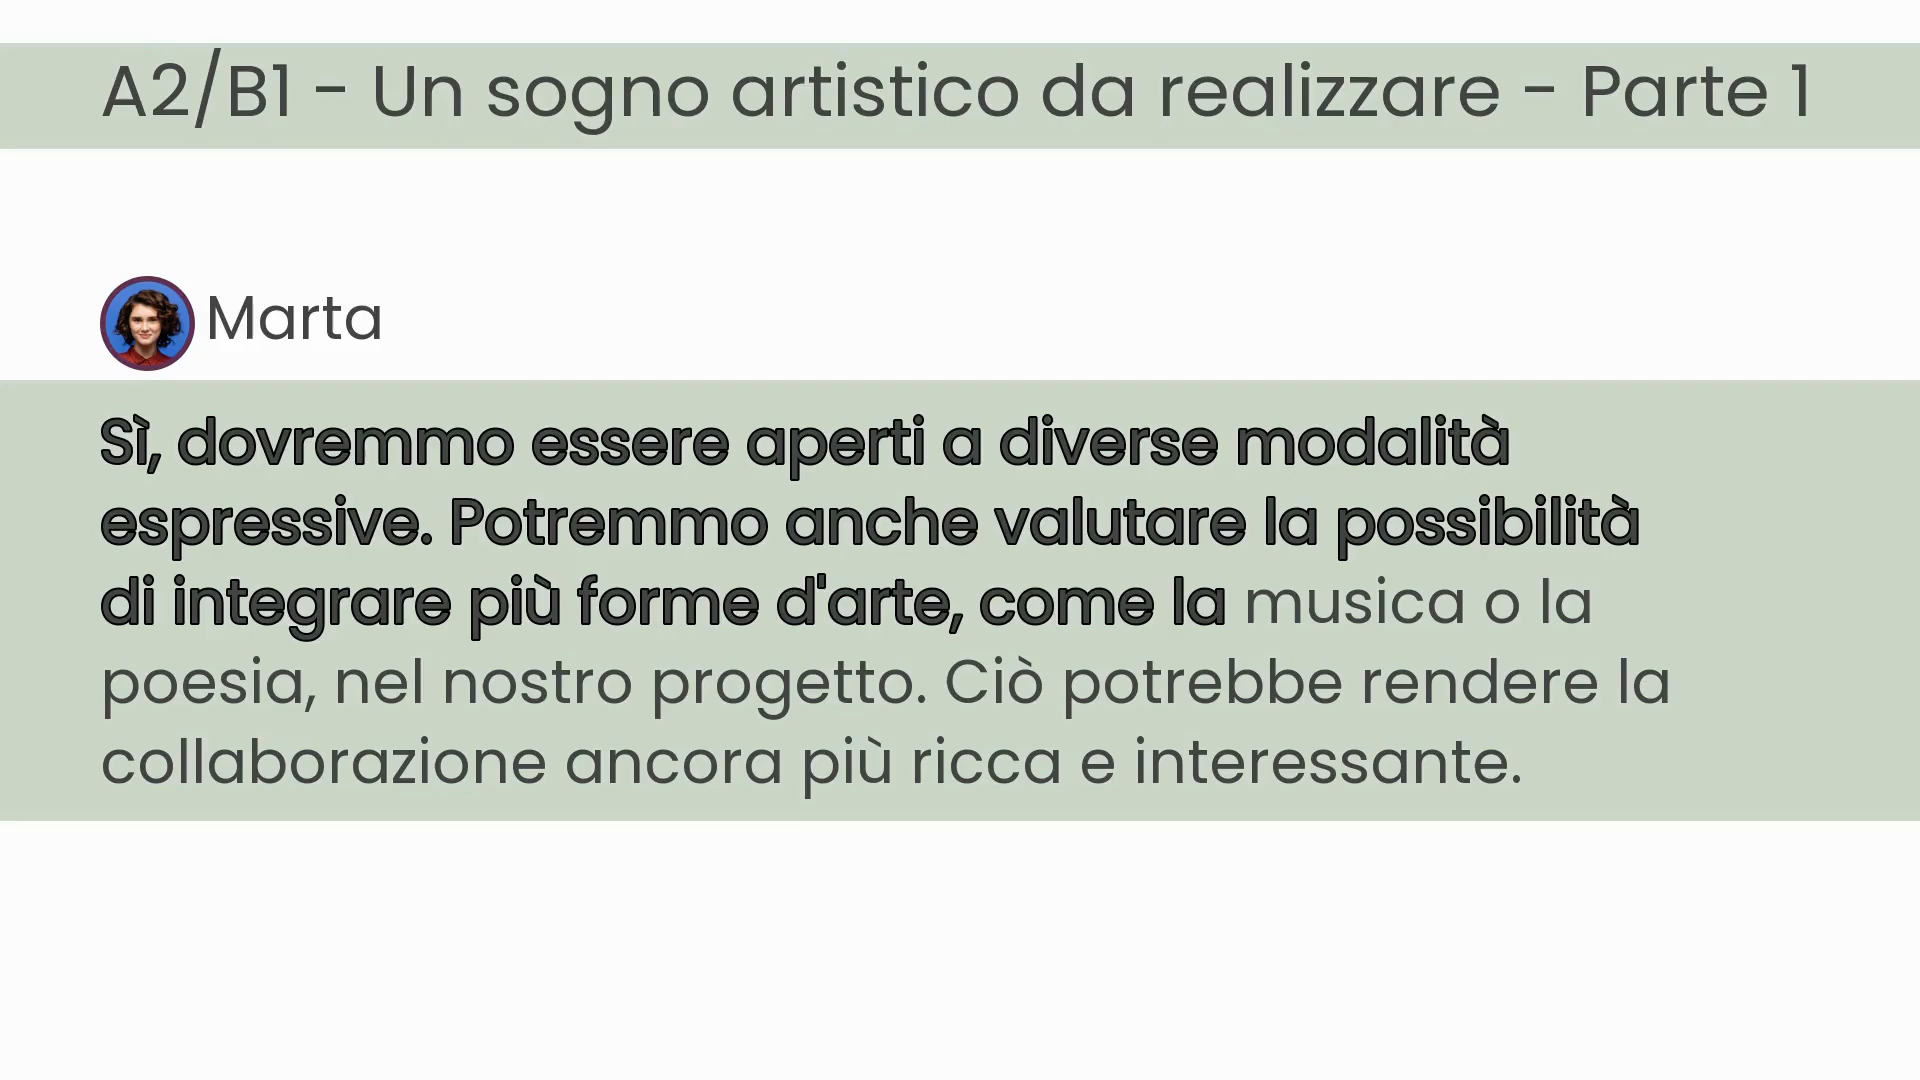 A2/B1 - Un sogno artistico da realizzare - Parte 1
Marta
Sì, dovremmo essere aperti a diverse modalità
espressive. Potremmo anche valutare la possibilità
di integrare più forme d'arte, come la musica o la
poesia, nel nostro progetto. Ciò potrebbe rendere la
collaborazione ancora più ricca e interessante.